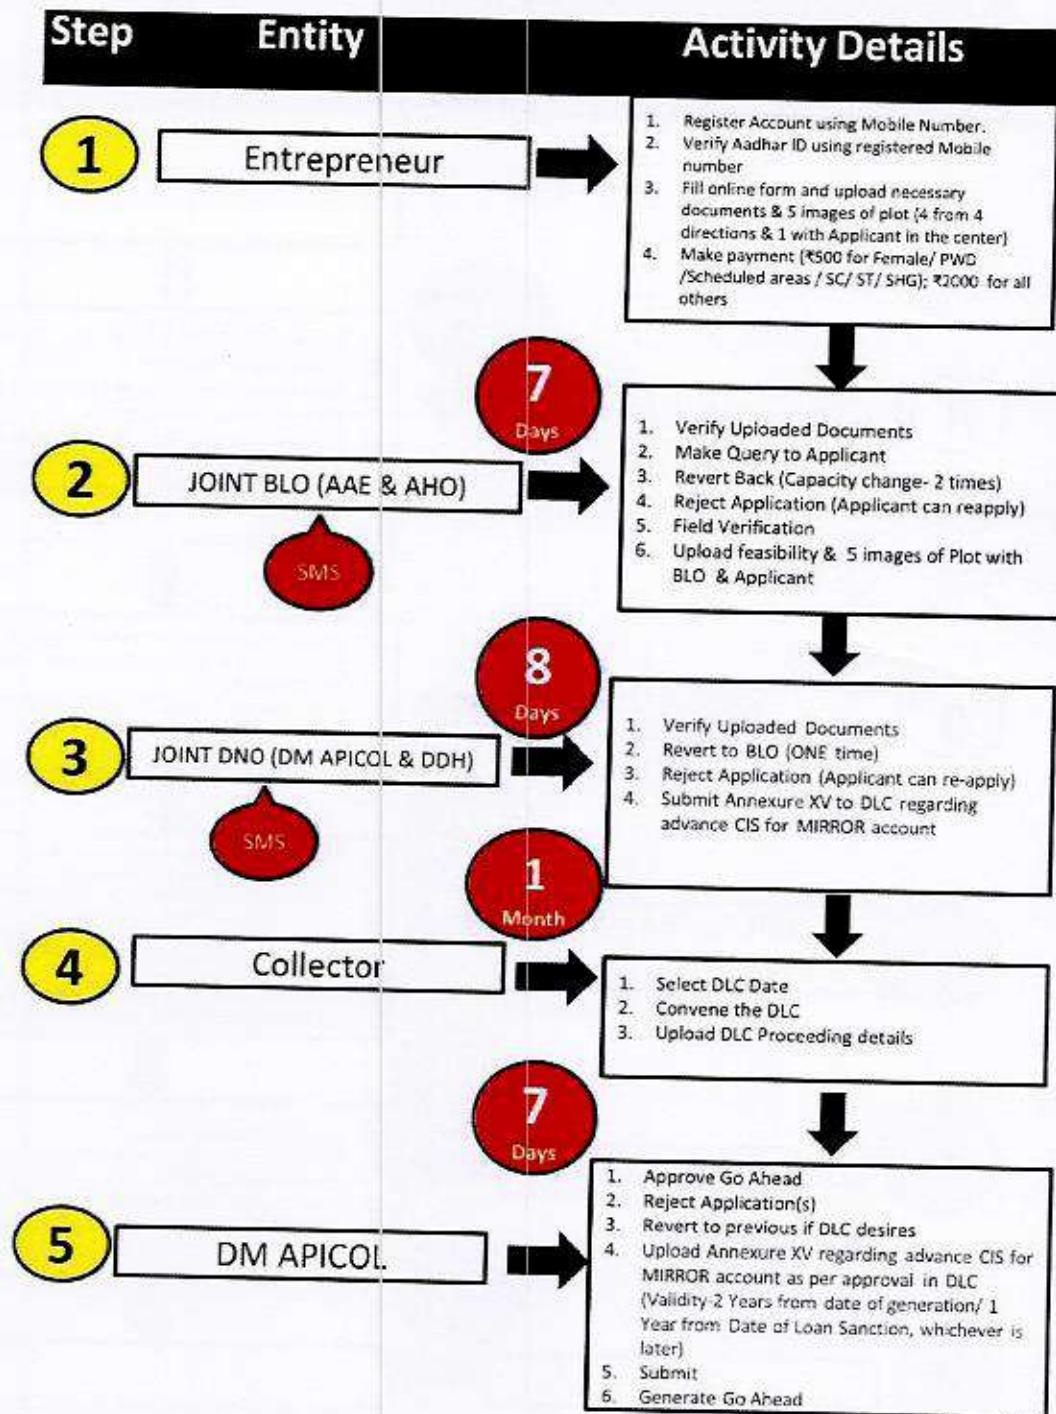 Step Entity Activity Details
1
Entrepreneur
1. Register Account using Mobile Number.
2. Verify Aadhar ID using registered Mobile
number
3. Fill online form and upload necessary
documents & 5 images of plot (4 from 4
directions & 1 with Applicant in the center)
4. Make payment (₹500 for Female/ PWD
/Scheduled areas / SC/ ST/ SHG); ₹2000 for all
others
7
Days
2
JOINT BLO (AAE & AHO)
SMS
1. Verify Uploaded Documents
2. Make Query to Applicant
3. Revert Back (Capacity change- 2 times)
4. Reject Application (Applicant can reapply)
5. Field Verification
6. Upload feasibility & 5 images of Plot with
BLO & Applicant
8
Days
3
JOINT DNO (DM APICOL & DDH)
SMS
1. Verify Uploaded Documents
2. Revert to BLO (ONE time)
3. Reject Application (Applicant can re-apply)
4. Submit Annexure XV to DLC regarding
advance CIS for MIRROR account
1
Month
4
Collector
1. Select DLC Date
2. Convene the DLC
3. Upload DLC Proceeding details
7
Days
5
DM APICOL
1. Approve Go Ahead
2. Reject Application(s)
3. Revert to previous if DLC desires
4. Upload Annexure XV regarding advance CIS for
MIRROR account as per approval in DLC
(Validity-2 Years from date of generation/ 1
Year from Date of Loan Sanction, whichever is
later)
5. Submit
6. Generate Go Ahead